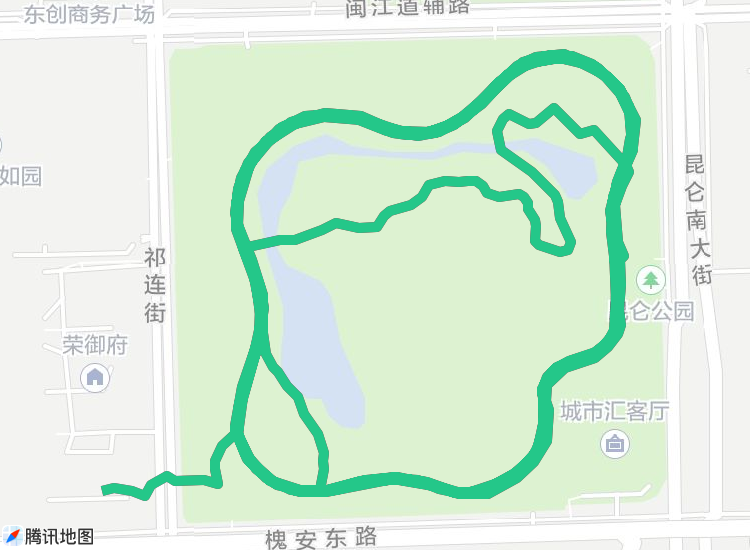 东创商务广场
闽江道辅路
如园
昆仑南大街
祁连街
昆仑公园
荣御府
城市汇客厅
槐安东路
腾讯地图